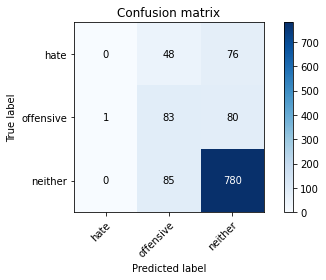 Confusion matrix
hate 0 48 76
offensive 1 83 80
neither 0 85 780
hate offensive neither
True label
Predicted label
700
600
500
400
300
200
100
0